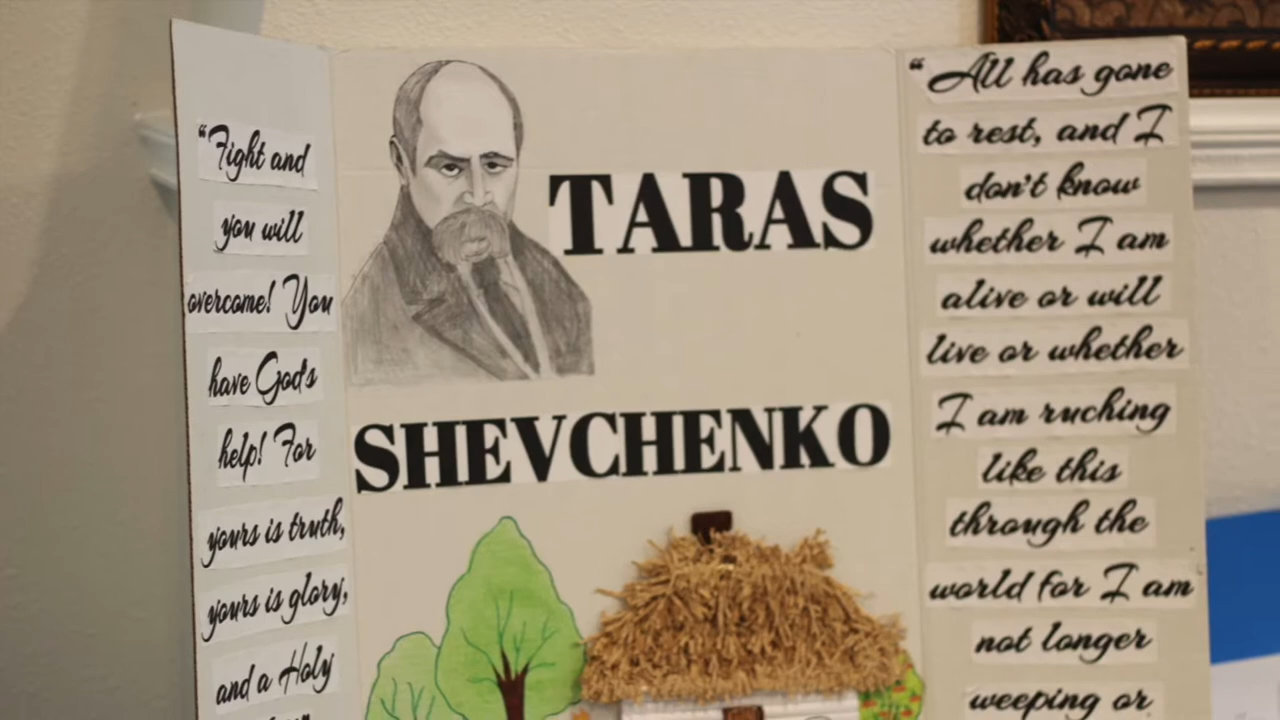 “Fight and
you will
overcome! You
have God's
help! For
yours is truth,
yours is glory,
and a Holy
TARAS
SHEVCHENKO
“All has gone
to rest, and I
don't know
whether I am
alive or will
live or whether
I am ruching
like this
through the
world for I am
not longer
weeping or